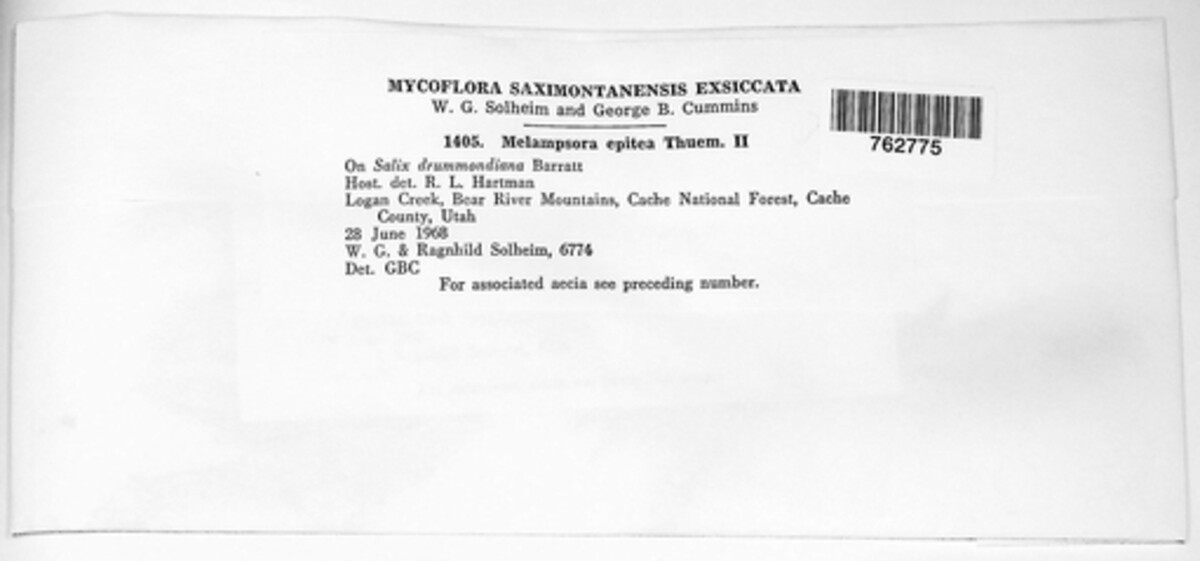 MYCOFLORA SAXIMONTANENSIS EXSICCATA
W. G. Solheim and George B. Cummins
762775
1405. Melampsora epitea Thuem. II
On Salix drummondiana Barratt
Host. det. R. L. Hartman
Logan Creek, Bear River Mountains, Cache National Forest, Cache
County, Utah
28 June 1968
W. G. & Ragnhild Solheim, 6774
Det. GBC
For associated aecia see preceding number.